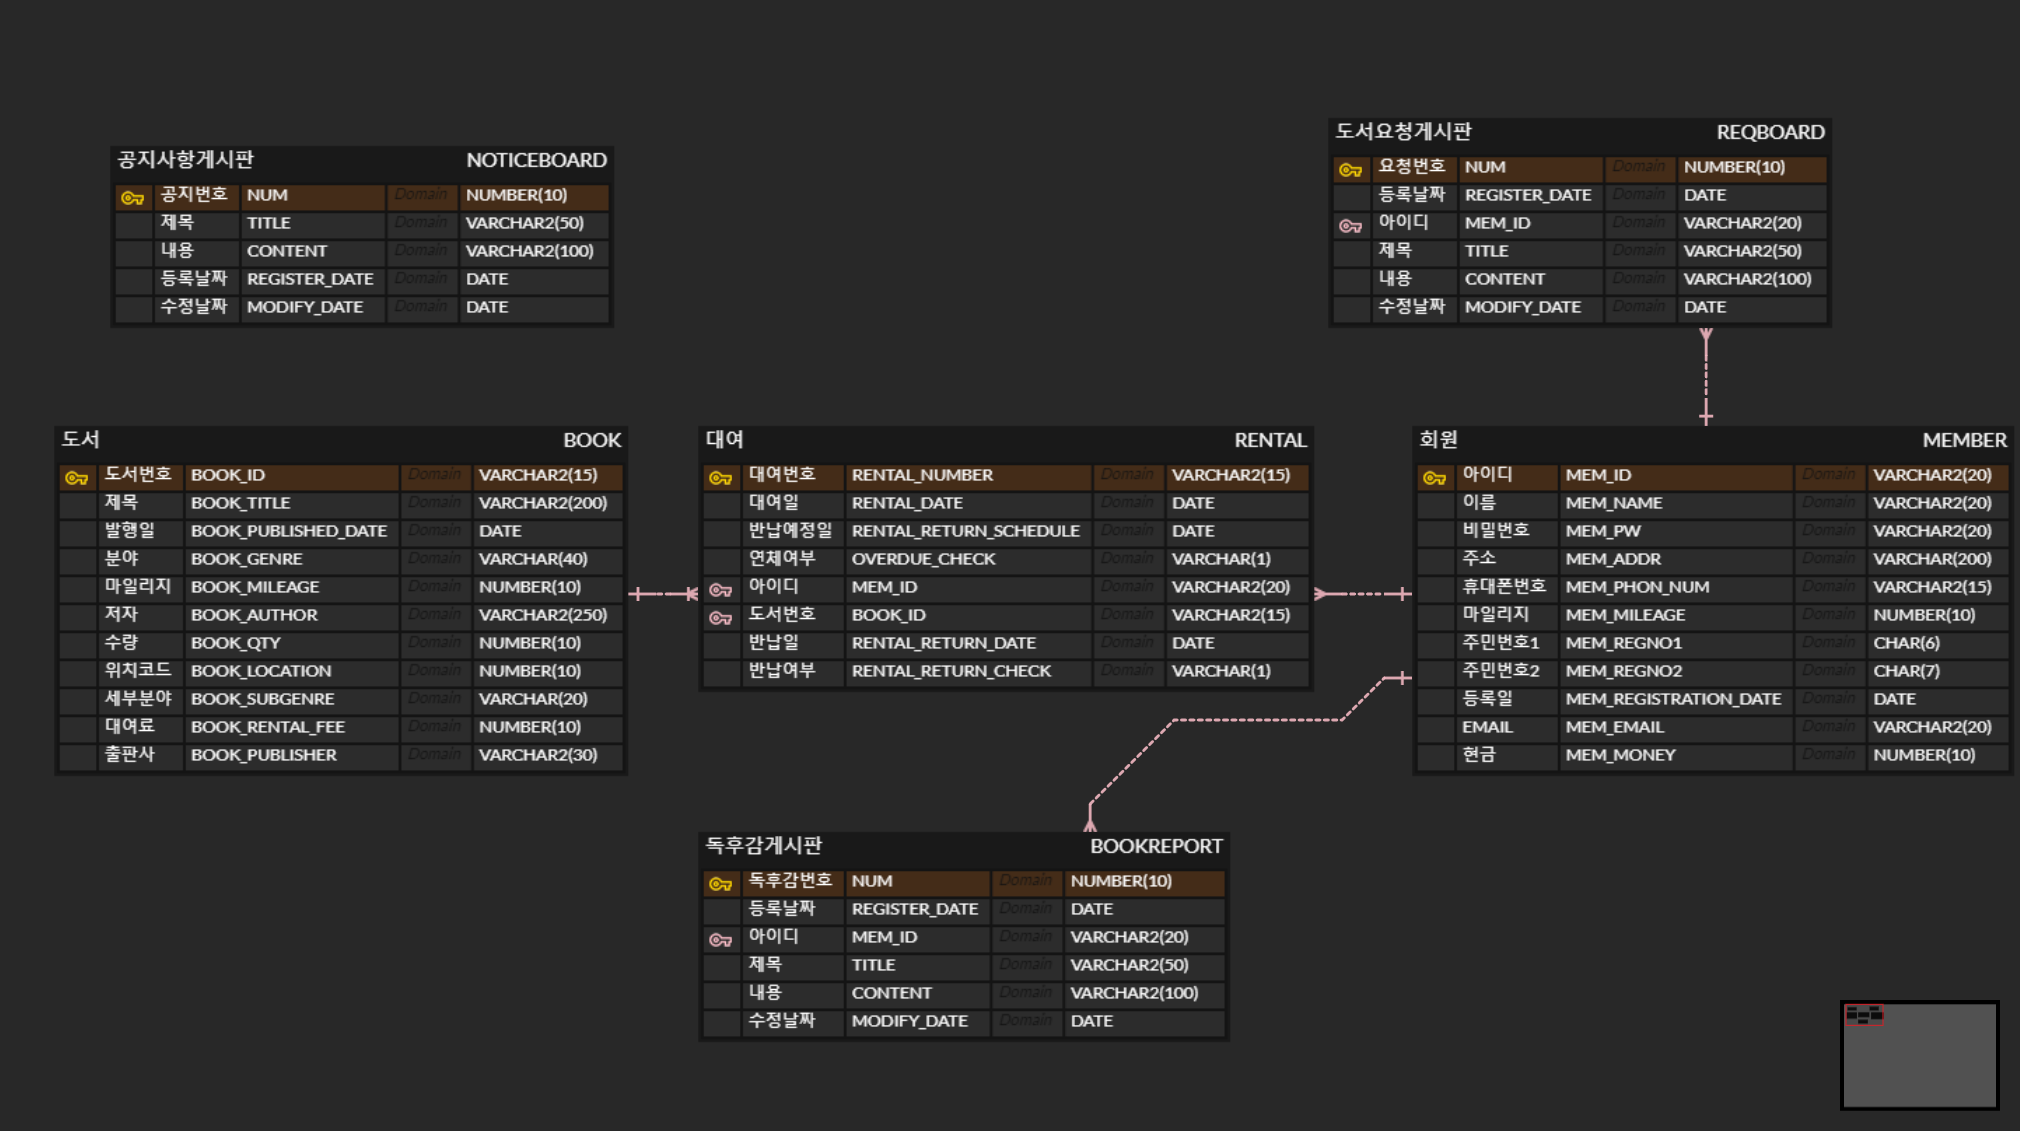 공지사항게시판 NOTICEBOARD
공지번호 NUM Domain NUMBER(10)
제목 TITLE Domain VARCHAR2(50)
내용 CONTENT Domain VARCHAR2(100)
등록날짜 REGISTER_DATE Domain DATE
수정날짜 MODIFY_DATE Domain DATE
도서요청게시판 REQBOARD
요청번호 NUM Domain NUMBER(10)
등록날짜 REGISTER_DATE Domain DATE
아이디 MEM_ID Domain VARCHAR2(20)
제목 TITLE Domain VARCHAR2(50)
내용 CONTENT Domain VARCHAR2(100)
수정날짜 MODIFY_DATE Domain DATE
도서 BOOK
도서번호 BOOK_ID Domain VARCHAR2(15)
제목 BOOK_TITLE Domain VARCHAR2(200)
발행일 BOOK_PUBLISHED_DATE Domain DATE
분야 BOOK_GENRE Domain VARCHAR(40)
마일리지 BOOK_MILEAGE Domain NUMBER(10)
저자 BOOK_AUTHOR Domain VARCHAR2(250)
수량 BOOK_QTY Domain NUMBER(10)
위치코드 BOOK_LOCATION Domain NUMBER(10)
세부분야 BOOK_SUBGENRE Domain VARCHAR(20)
대여료 BOOK_RENTAL_FEE Domain NUMBER(10)
출판사 BOOK_PUBLISHER Domain VARCHAR2(30)
대여 RENTAL
대여번호 RENTAL_NUMBER Domain VARCHAR2(15)
대여일 RENTAL_DATE Domain DATE
반납예정일 RENTAL_RETURN_SCHEDULE Domain DATE
연체여부 OVERDUE_CHECK Domain VARCHAR(1)
아이디 MEM_ID Domain VARCHAR2(20)
도서번호 BOOK_ID Domain VARCHAR2(15)
반납일 RENTAL_RETURN_DATE Domain DATE
반납여부 RENTAL_RETURN_CHECK Domain VARCHAR(1)
회원 MEMBER
아이디 MEM_ID Domain VARCHAR2(20)
이름 MEM_NAME Domain VARCHAR2(20)
비밀번호 MEM_PW Domain VARCHAR2(20)
주소 MEM_ADDR Domain VARCHAR(200)
휴대폰번호 MEM_PHON_NUM Domain VARCHAR2(15)
마일리지 MEM_MILEAGE Domain NUMBER(10)
주민번호1 MEM_REGNO1 Domain CHAR(6)
주민번호2 MEM_REGNO2 Domain CHAR(7)
등록일 MEM_REGISTRATION_DATE Domain DATE
EMAIL MEM_EMAIL Domain VARCHAR2(20)
현금 MEM_MONEY Domain NUMBER(10)
독후감게시판 BOOKREPORT
독후감번호 NUM Domain NUMBER(10)
등록날짜 REGISTER_DATE Domain DATE
아이디 MEM_ID Domain VARCHAR2(20)
제목 TITLE Domain VARCHAR2(50)
내용 CONTENT Domain VARCHAR2(100)
수정날짜 MODIFY_DATE Domain DATE